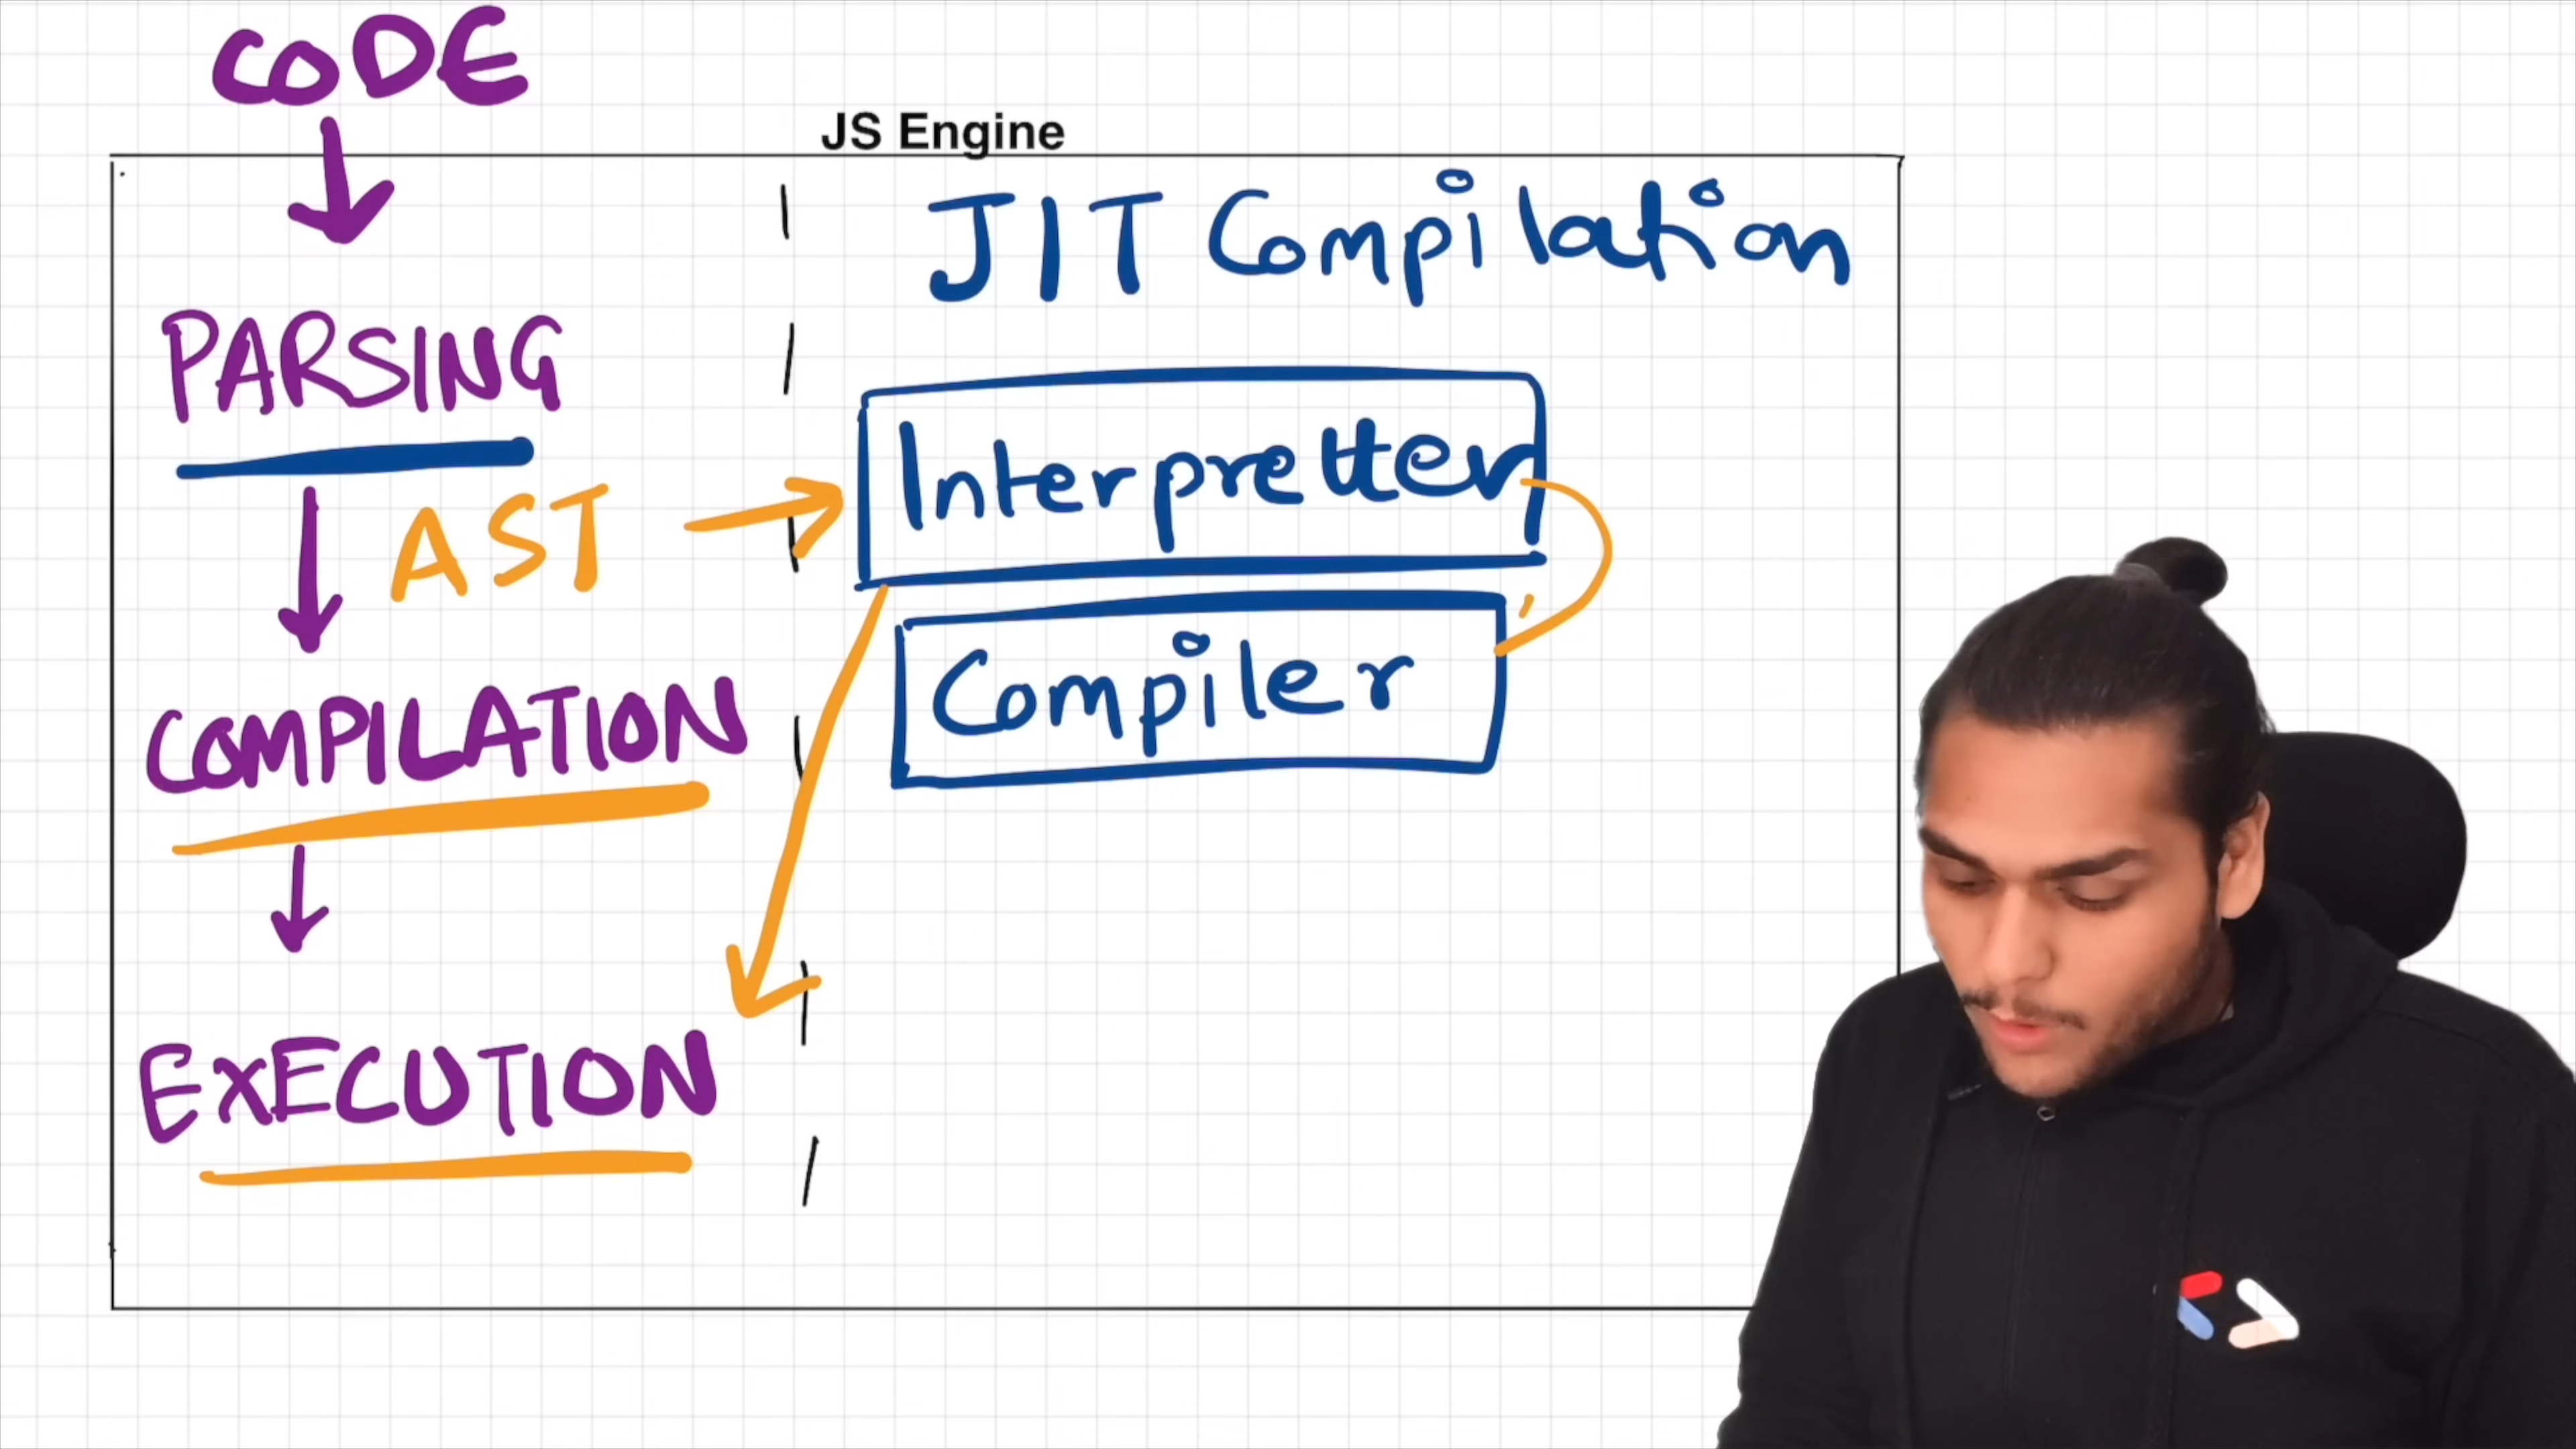 CODE
JS Engine
JIT Compilation
PARSING
Interpretter
AST
Compiler
COMPILATION
EXECUTION